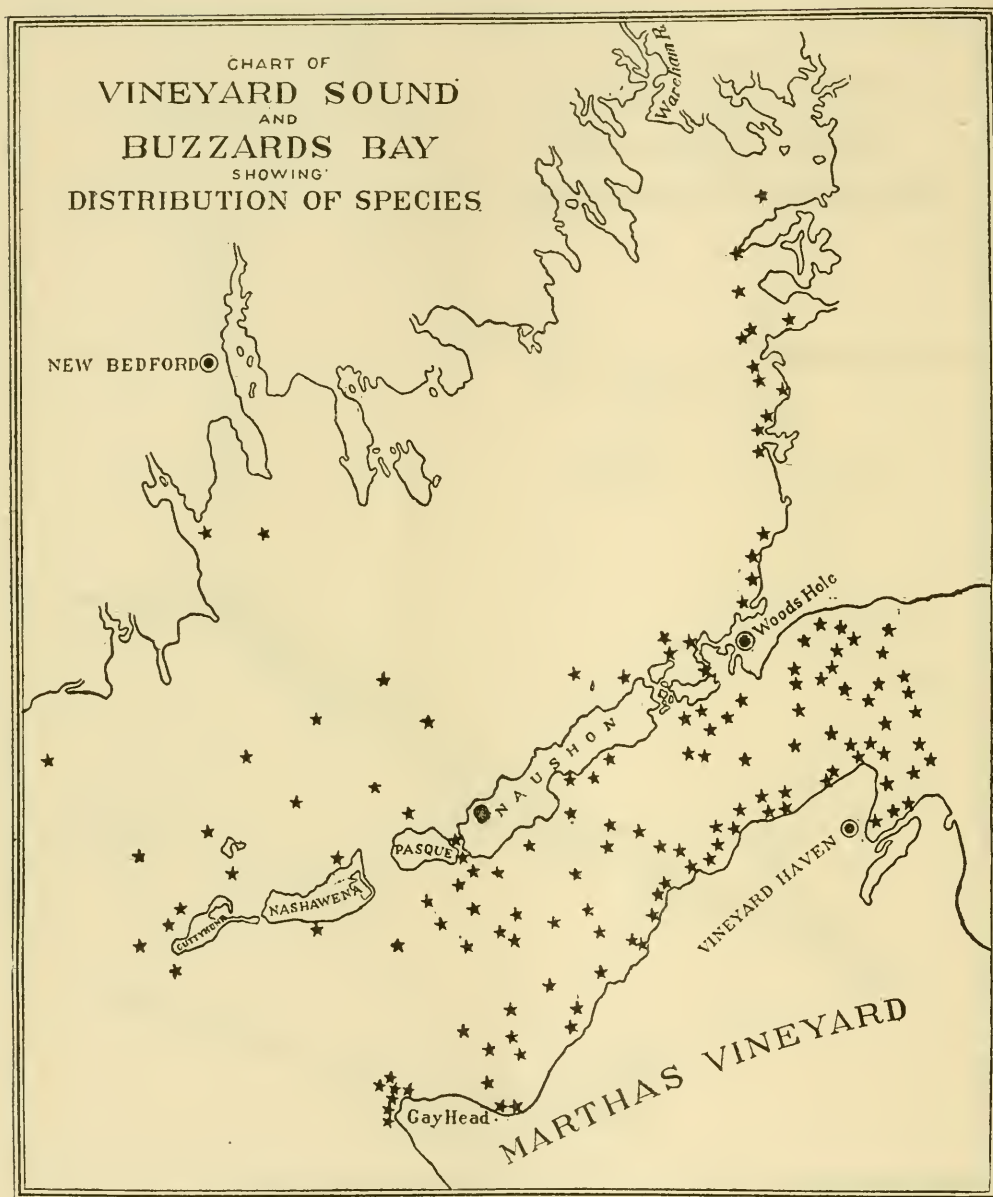 CHART OF
VINEYARD SOUND
AND
BUZZARDS BAY
SHOWING
DISTRIBUTION OF SPECIES
Wareham R.
NEW BEDFORD
Woods Hole
NAUSHON
PASQUE
NASHAWENA
CUTTYHUNK
VINEYARD HAVEN
MARTHAS VINEYARD
Gay Head